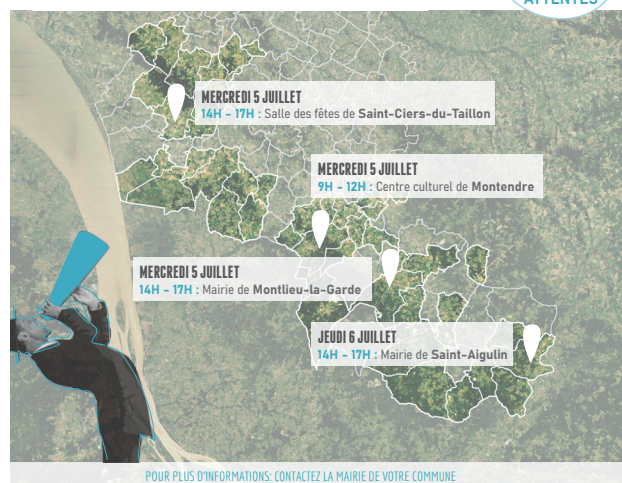 ATTENTES
MERCREDI 5 JUILLET
14H - 17H : Salle des fêtes de Saint-Ciers-du-Taillon
MERCREDI 5 JUILLET
9H - 12H : Centre culturel de Montendre
MERCREDI 5 JUILLET
14H - 17H : Mairie de Montlieu-la-Garde
JEUDI 6 JUILLET
14H - 17H : Mairie de Saint-Aigulin
POUR PLUS D'INFORMATIONS: CONTACTEZ LA MAIRIE DE VOTRE COMMUNE